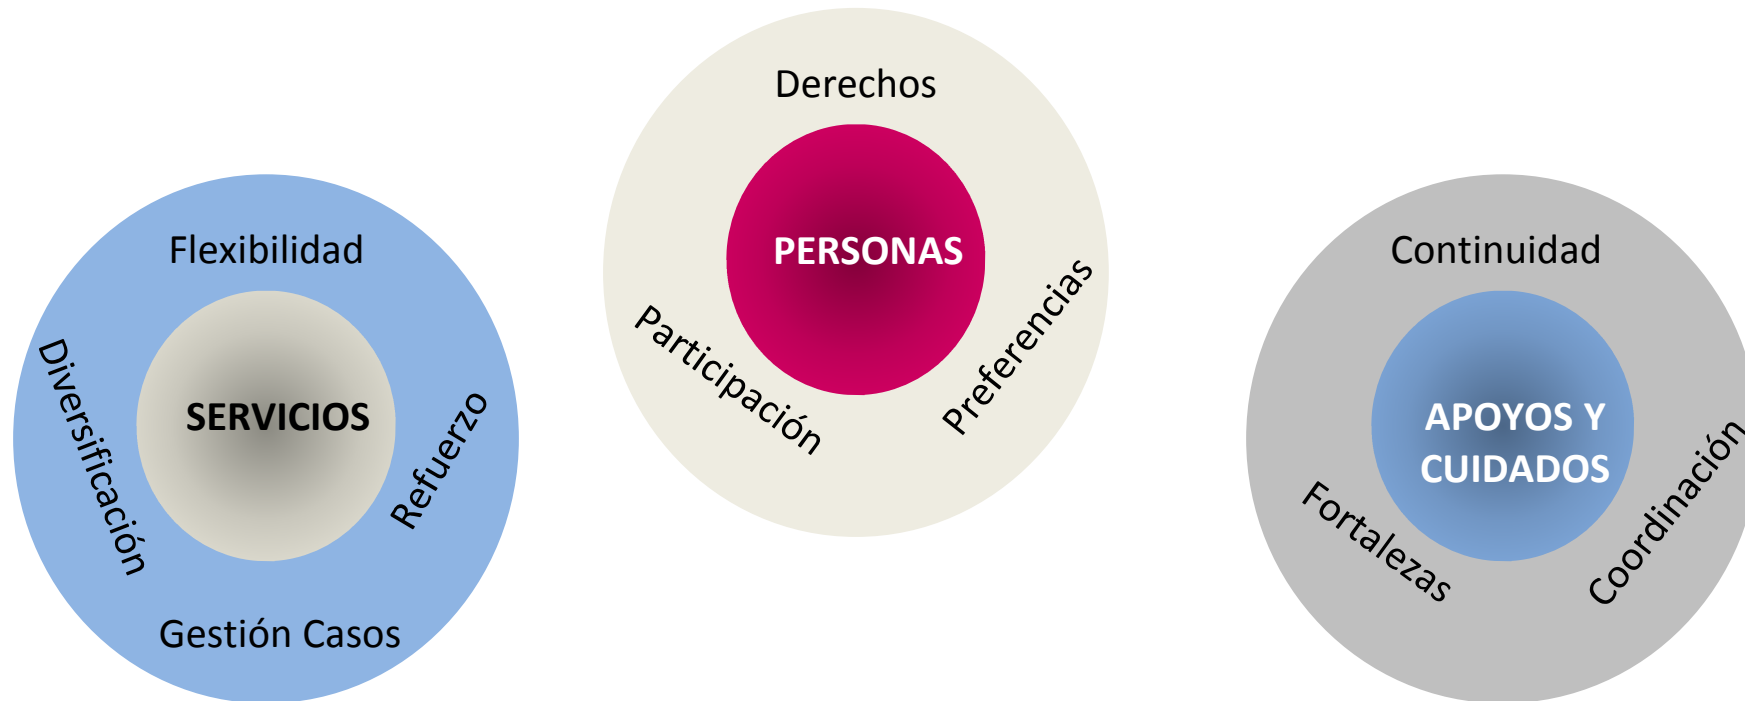 Flexibilidad
Diversificación
SERVICIOS
Refuerzo
Gestión Casos
Derechos
PERSONAS
Participación
Preferencias
Continuidad
APOYOS Y
CUIDADOS
Fortalezas
Coordinación